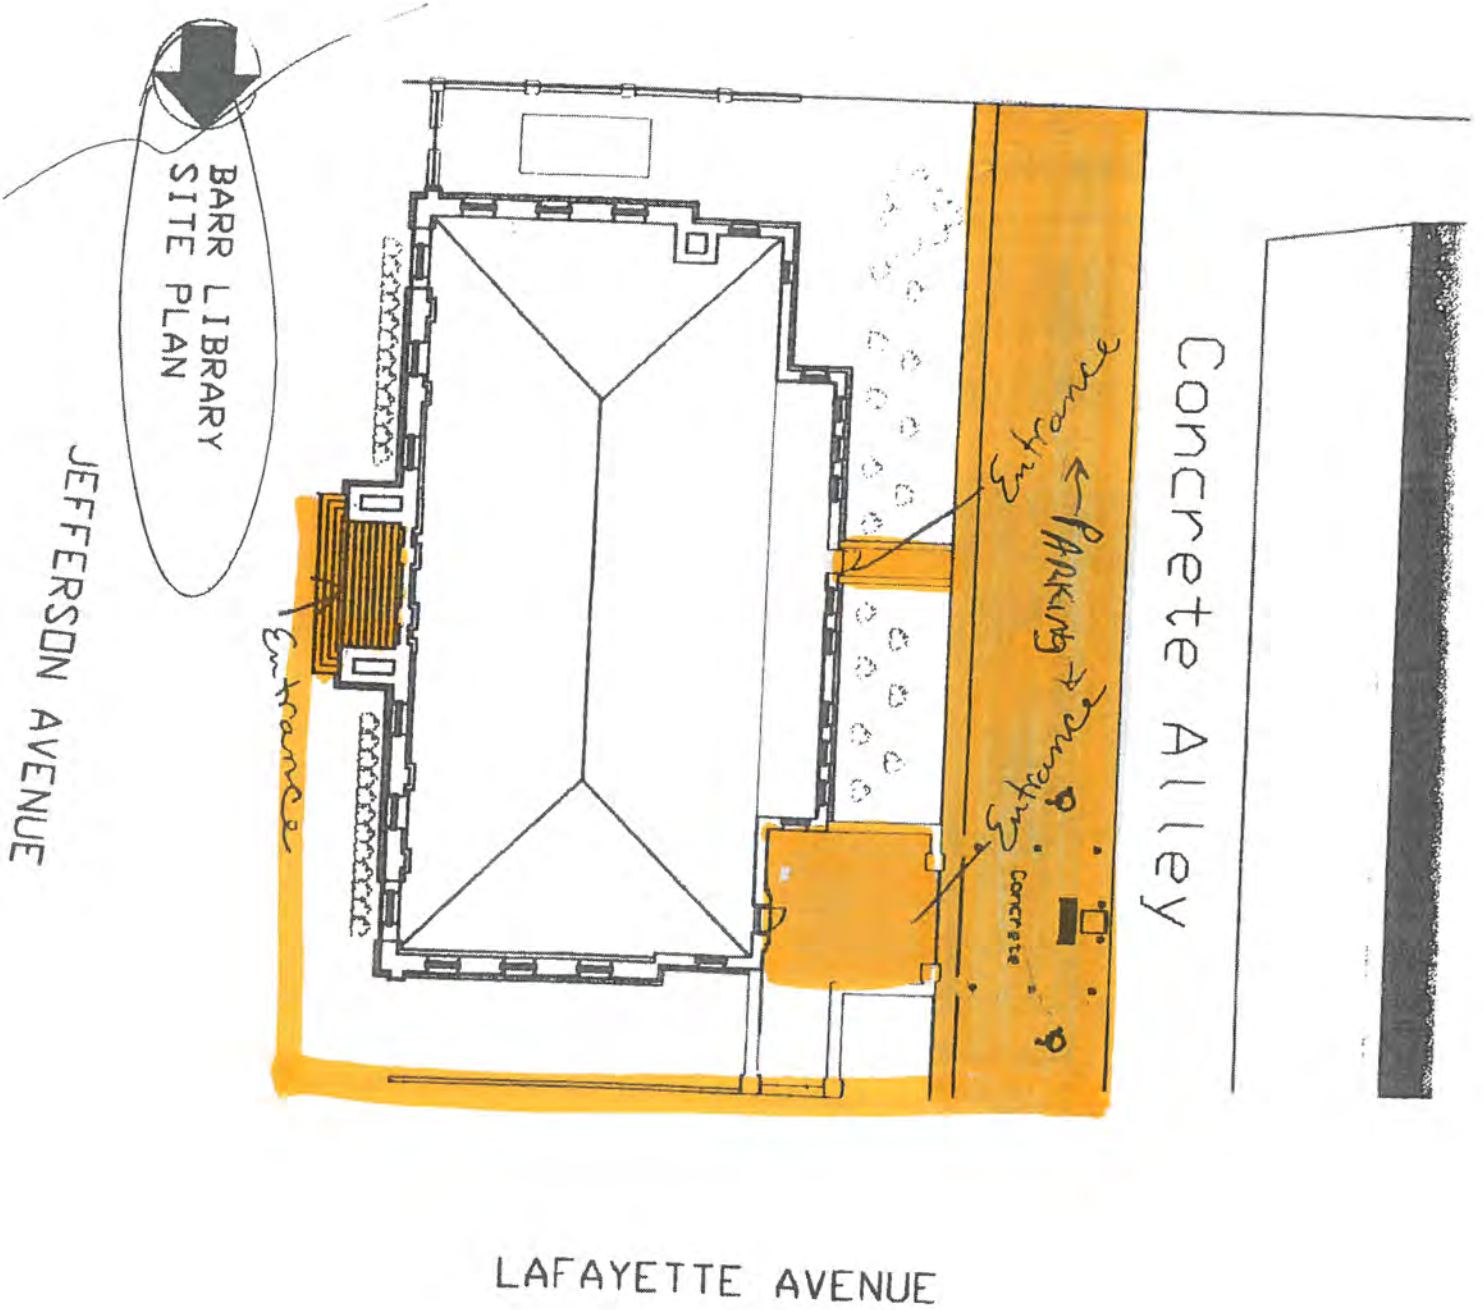 BARR LIBRARY
SITE PLAN
JEFFERSON AVENUE
Entrance
Entrance
← PARKING →
Entrance
Concrete
Concrete Alley
LAFAYETTE AVENUE